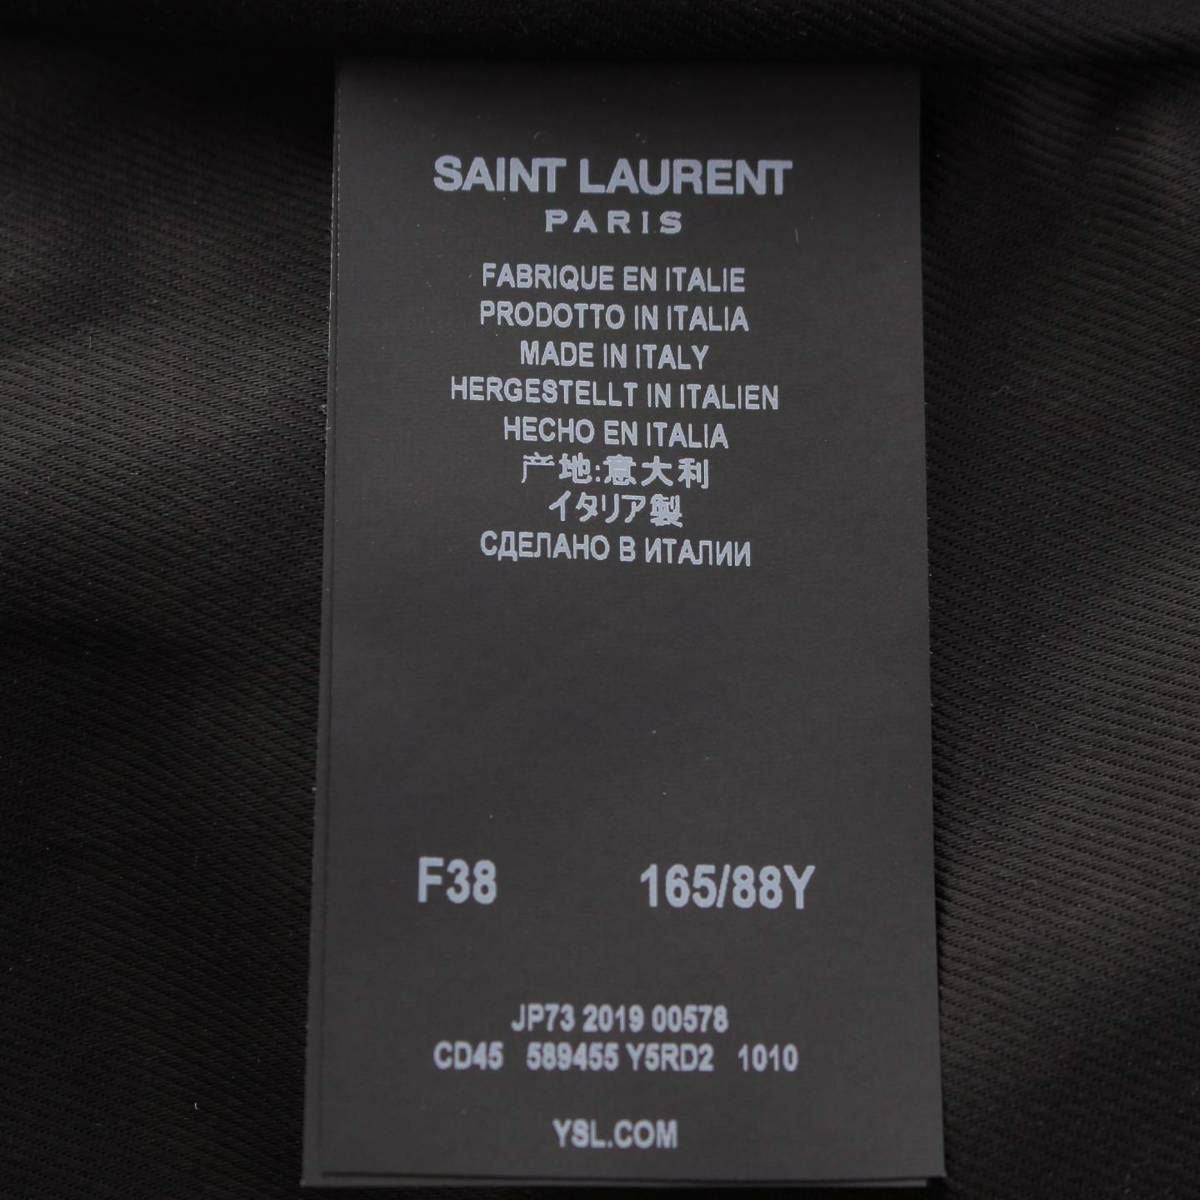 SAINT LAURENT
PARIS
FABRIQUE EN ITALIE
PRODOTTO IN ITALIA
MADE IN ITALY
HERGESTELLT IN ITALIEN
HECHO EN ITALIA
产地:意大利
イタリア製
СДЕЛАНО В ИТАЛИИ
F38 165/88Y
JP73 2019 00578
CD45 589455 Y5RD2 1010
YSL.COM